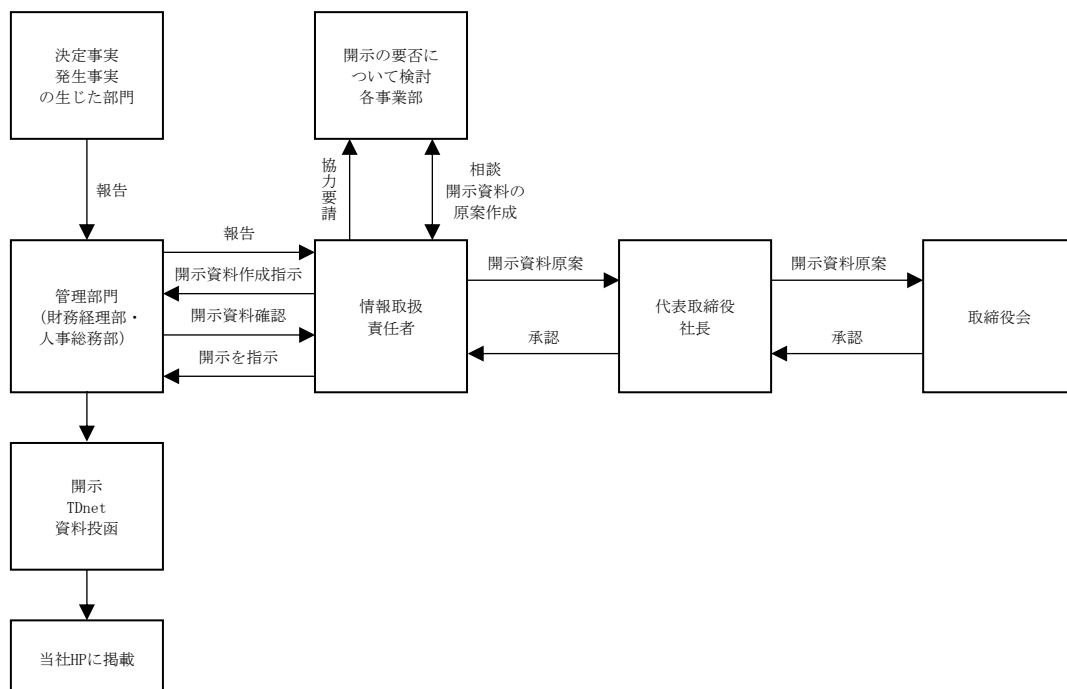 決定事実
発生事実
の生じた部門
開示の要否に
ついて検討
各事業部
報告
協力要請
相談
開示資料の
原案作成
管理部門
(財務経理部・
人事総務部)
報告
開示資料作成指示
開示資料確認
開示を指示
情報取扱
責任者
開示資料原案
承認
代表取締役
社長
開示資料原案
承認
取締役会
開示
TDnet
資料投函
当社HPに掲載